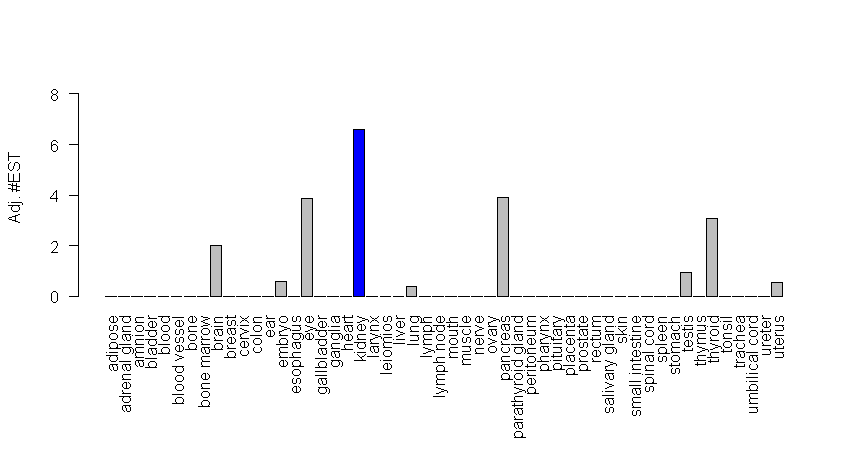 8
6
4
2
0
Adj. #EST
adipose
adrenal gland
amnion
bladder
blood
blood vessel
bone
bone marrow
brain
breast
cervix
colon
ear
embryo
esophagus
eye
gallbladder
ganglia
heart
kidney
larynx
leiomios
liver
lung
lymph
lymph node
mouth
muscle
nerve
ovary
pancreas
parathyroid gland
peritoneum
pharynx
pituitary
placenta
prostate
rectum
salivary gland
skin
small intestine
spinal cord
spleen
stomach
testis
thymus
thyroid
tonsil
trachea
umbilical cord
ureter
uterus